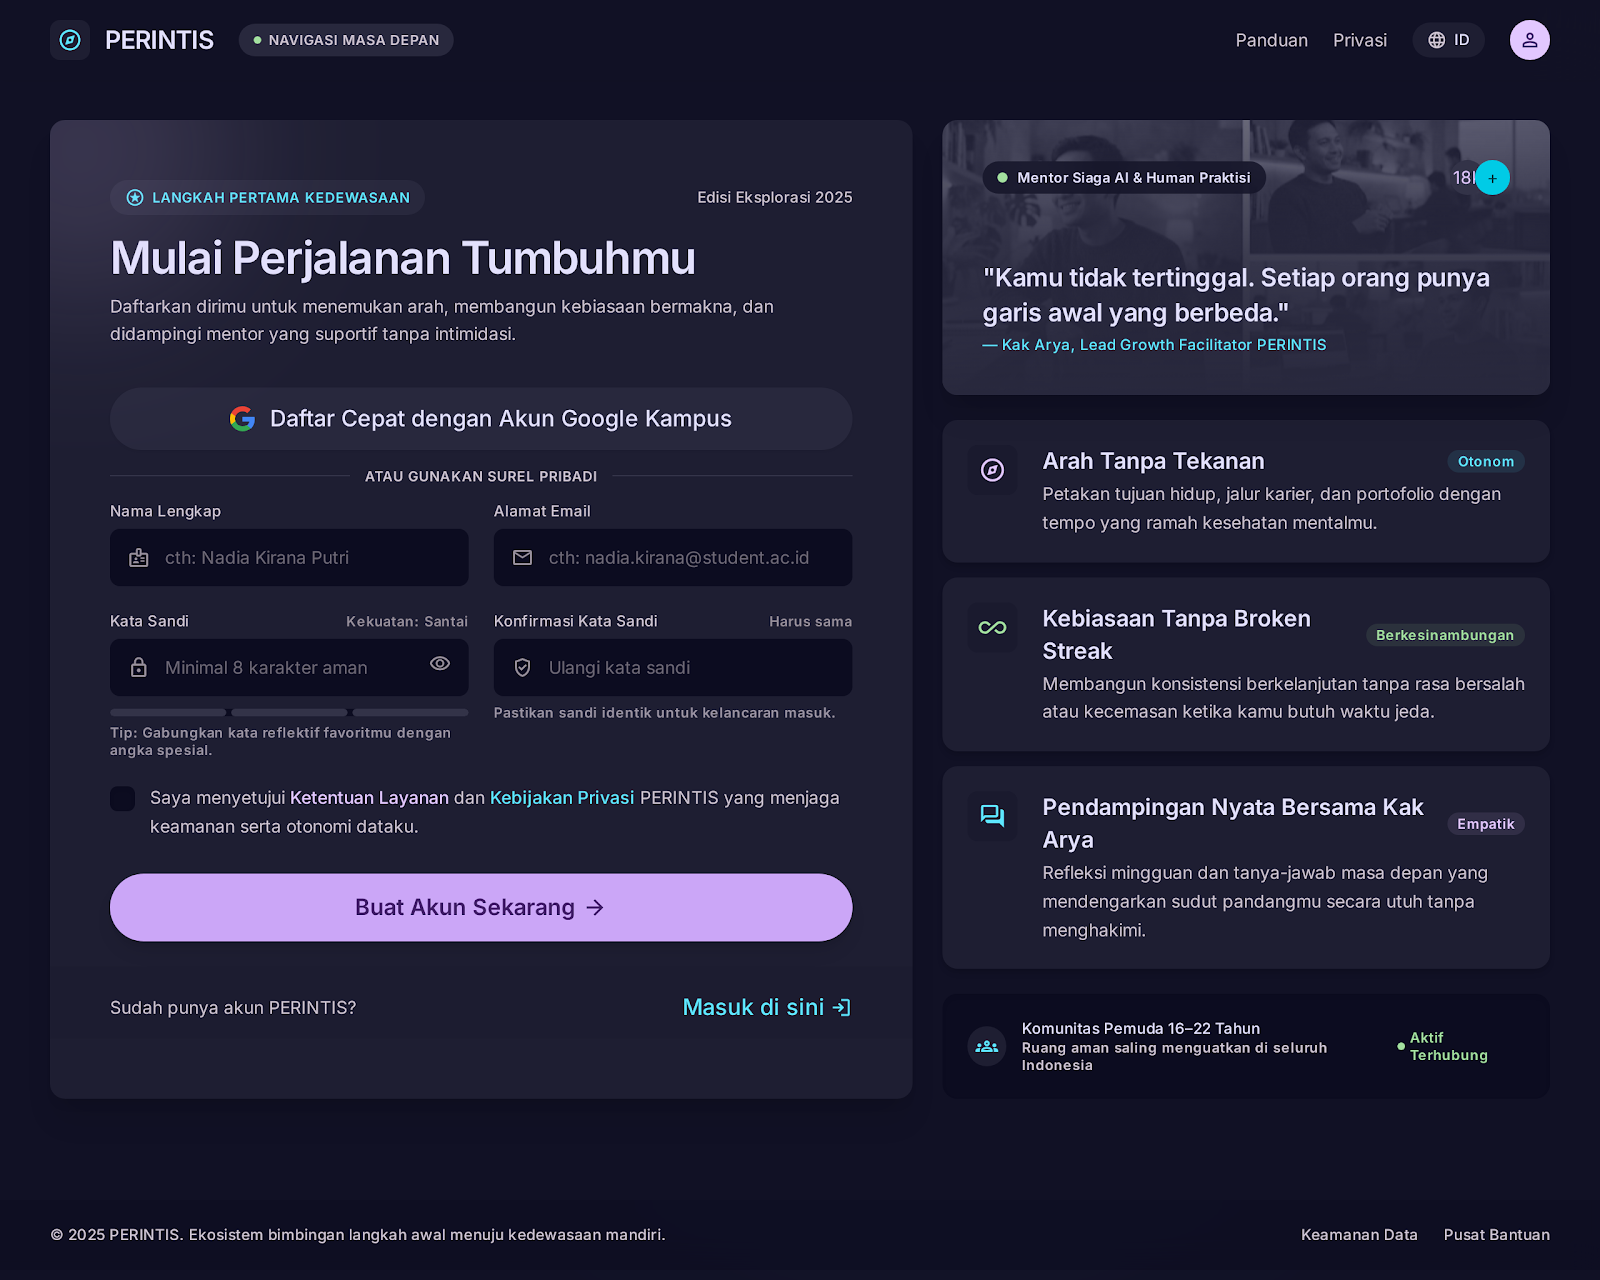 PERINTIS
NAVIGASI MASA DEPAN
Panduan
Privasi
ID
LANGKAH PERTAMA KEDEWASAAN
Edisi Eksplorasi 2025
Mulai Perjalanan Tumbuhmu
Daftarkan dirimu untuk menemukan arah, membangun kebiasaan bermakna, dan
didampingi mentor yang suportif tanpa intimidasi.
Daftar Cepat dengan Akun Google Kampus
ATAU GUNAKAN SUREL PRIBADI
Nama Lengkap
cth: Nadia Kirana Putri
Alamat Email
cth: nadia.kirana@student.ac.id
Kata Sandi
Kekuatan: Santai
Minimal 8 karakter aman
Tip: Gabungkan kata reflektif favoritmu dengan
angka spesial.
Konfirmasi Kata Sandi
Harus sama
Ulangi kata sandi
Pastikan sandi identik untuk kelancaran masuk.
Saya menyetujui Ketentuan Layanan dan Kebijakan Privasi PERINTIS yang menjaga
keamanan serta otonomi dataku.
Buat Akun Sekarang
Sudah punya akun PERINTIS?
Masuk di sini
Mentor Siaga AI & Human Praktisi
+
"Kamu tidak tertinggal. Setiap orang punya
garis awal yang berbeda."
— Kak Arya, Lead Growth Facilitator PERINTIS
Arah Tanpa Tekanan
Otonom
Petakan tujuan hidup, jalur karier, dan portofolio dengan
tempo yang ramah kesehatan mentalmu.
Kebiasaan Tanpa Broken
Streak
Berkesinambungan
Membangun konsistensi berkelanjutan tanpa rasa bersalah
atau kecemasan ketika kamu butuh waktu jeda.
Pendampingan Nyata Bersama Kak
Arya
Empatik
Refleksi mingguan dan tanya-jawab masa depan yang
mendengarkan sudut pandangmu secara utuh tanpa
menghakimi.
Komunitas Pemuda 16–22 Tahun
Ruang aman saling menguatkan di seluruh
Indonesia
Aktif
Terhubung
© 2025 PERINTIS. Ekosistem bimbingan langkah awal menuju kedewasaan mandiri.
Keamanan Data
Pusat Bantuan